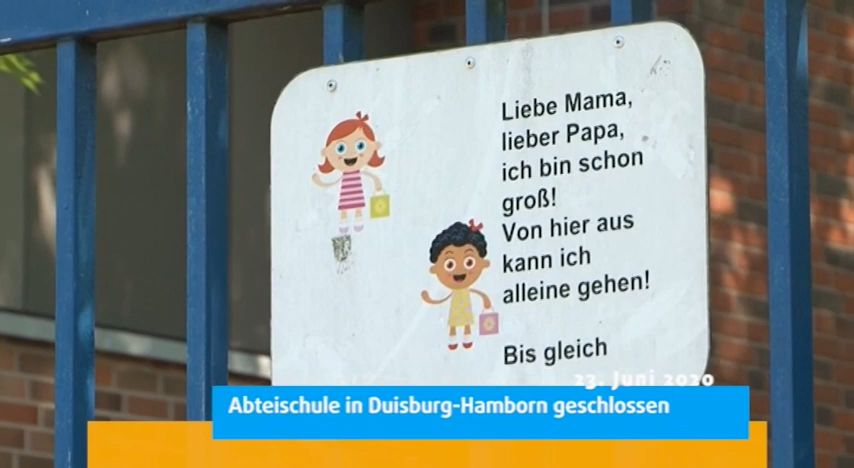 Liebe Mama,
lieber Papa,
ich bin schon
groß!
Von hier aus
kann ich
alleine gehen!
Bis gleich
23. Juni 2020
Abteischule in Duisburg-Hamborn geschlossen